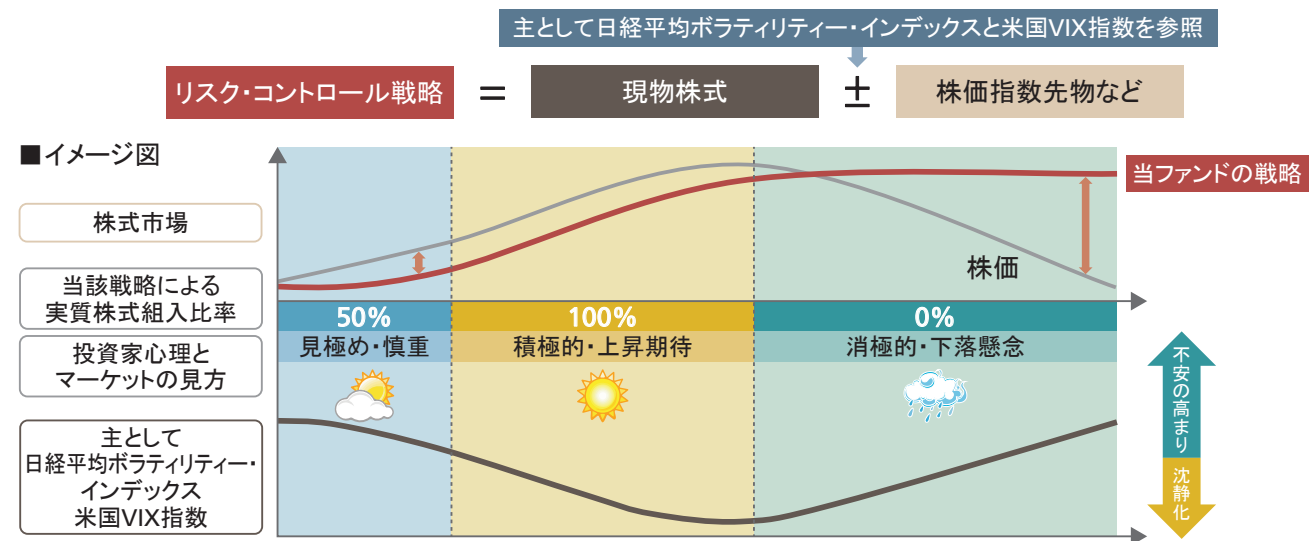 主として日経平均ボラティリティー・インデックスと米国VIX指数を参照
リスク・コントロール戦略 = 現物株式 ± 株価指数先物など
■イメージ図
当ファンドの戦略
株式市場
株価
当該戦略による
実質株式組入比率
50% 100% 0%
投資家心理と
マーケットの見方
見極め・慎重 積極的・上昇期待 消極的・下落懸念
不安の高まり
沈静化
主として
日経平均ボラティリティー・
インデックス
米国VIX指数